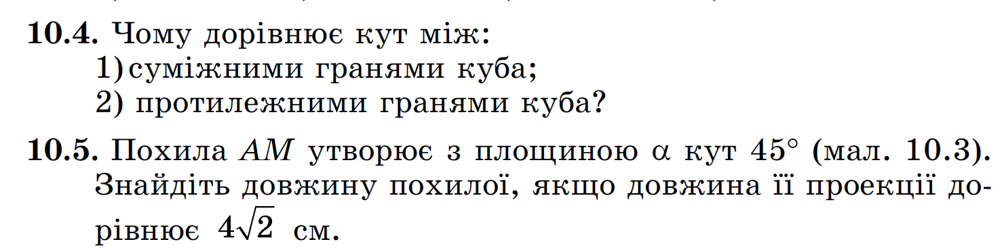 10.4. Чому дорівнює кут між:
1) суміжними гранями куба;
2) протилежними гранями куба?
10.5. Похила AM утворює з площиною α кут 45° (мал. 10.3).
Знайдіть довжину похилої, якщо довжина її проекції до-
рівнює 4√2 см.